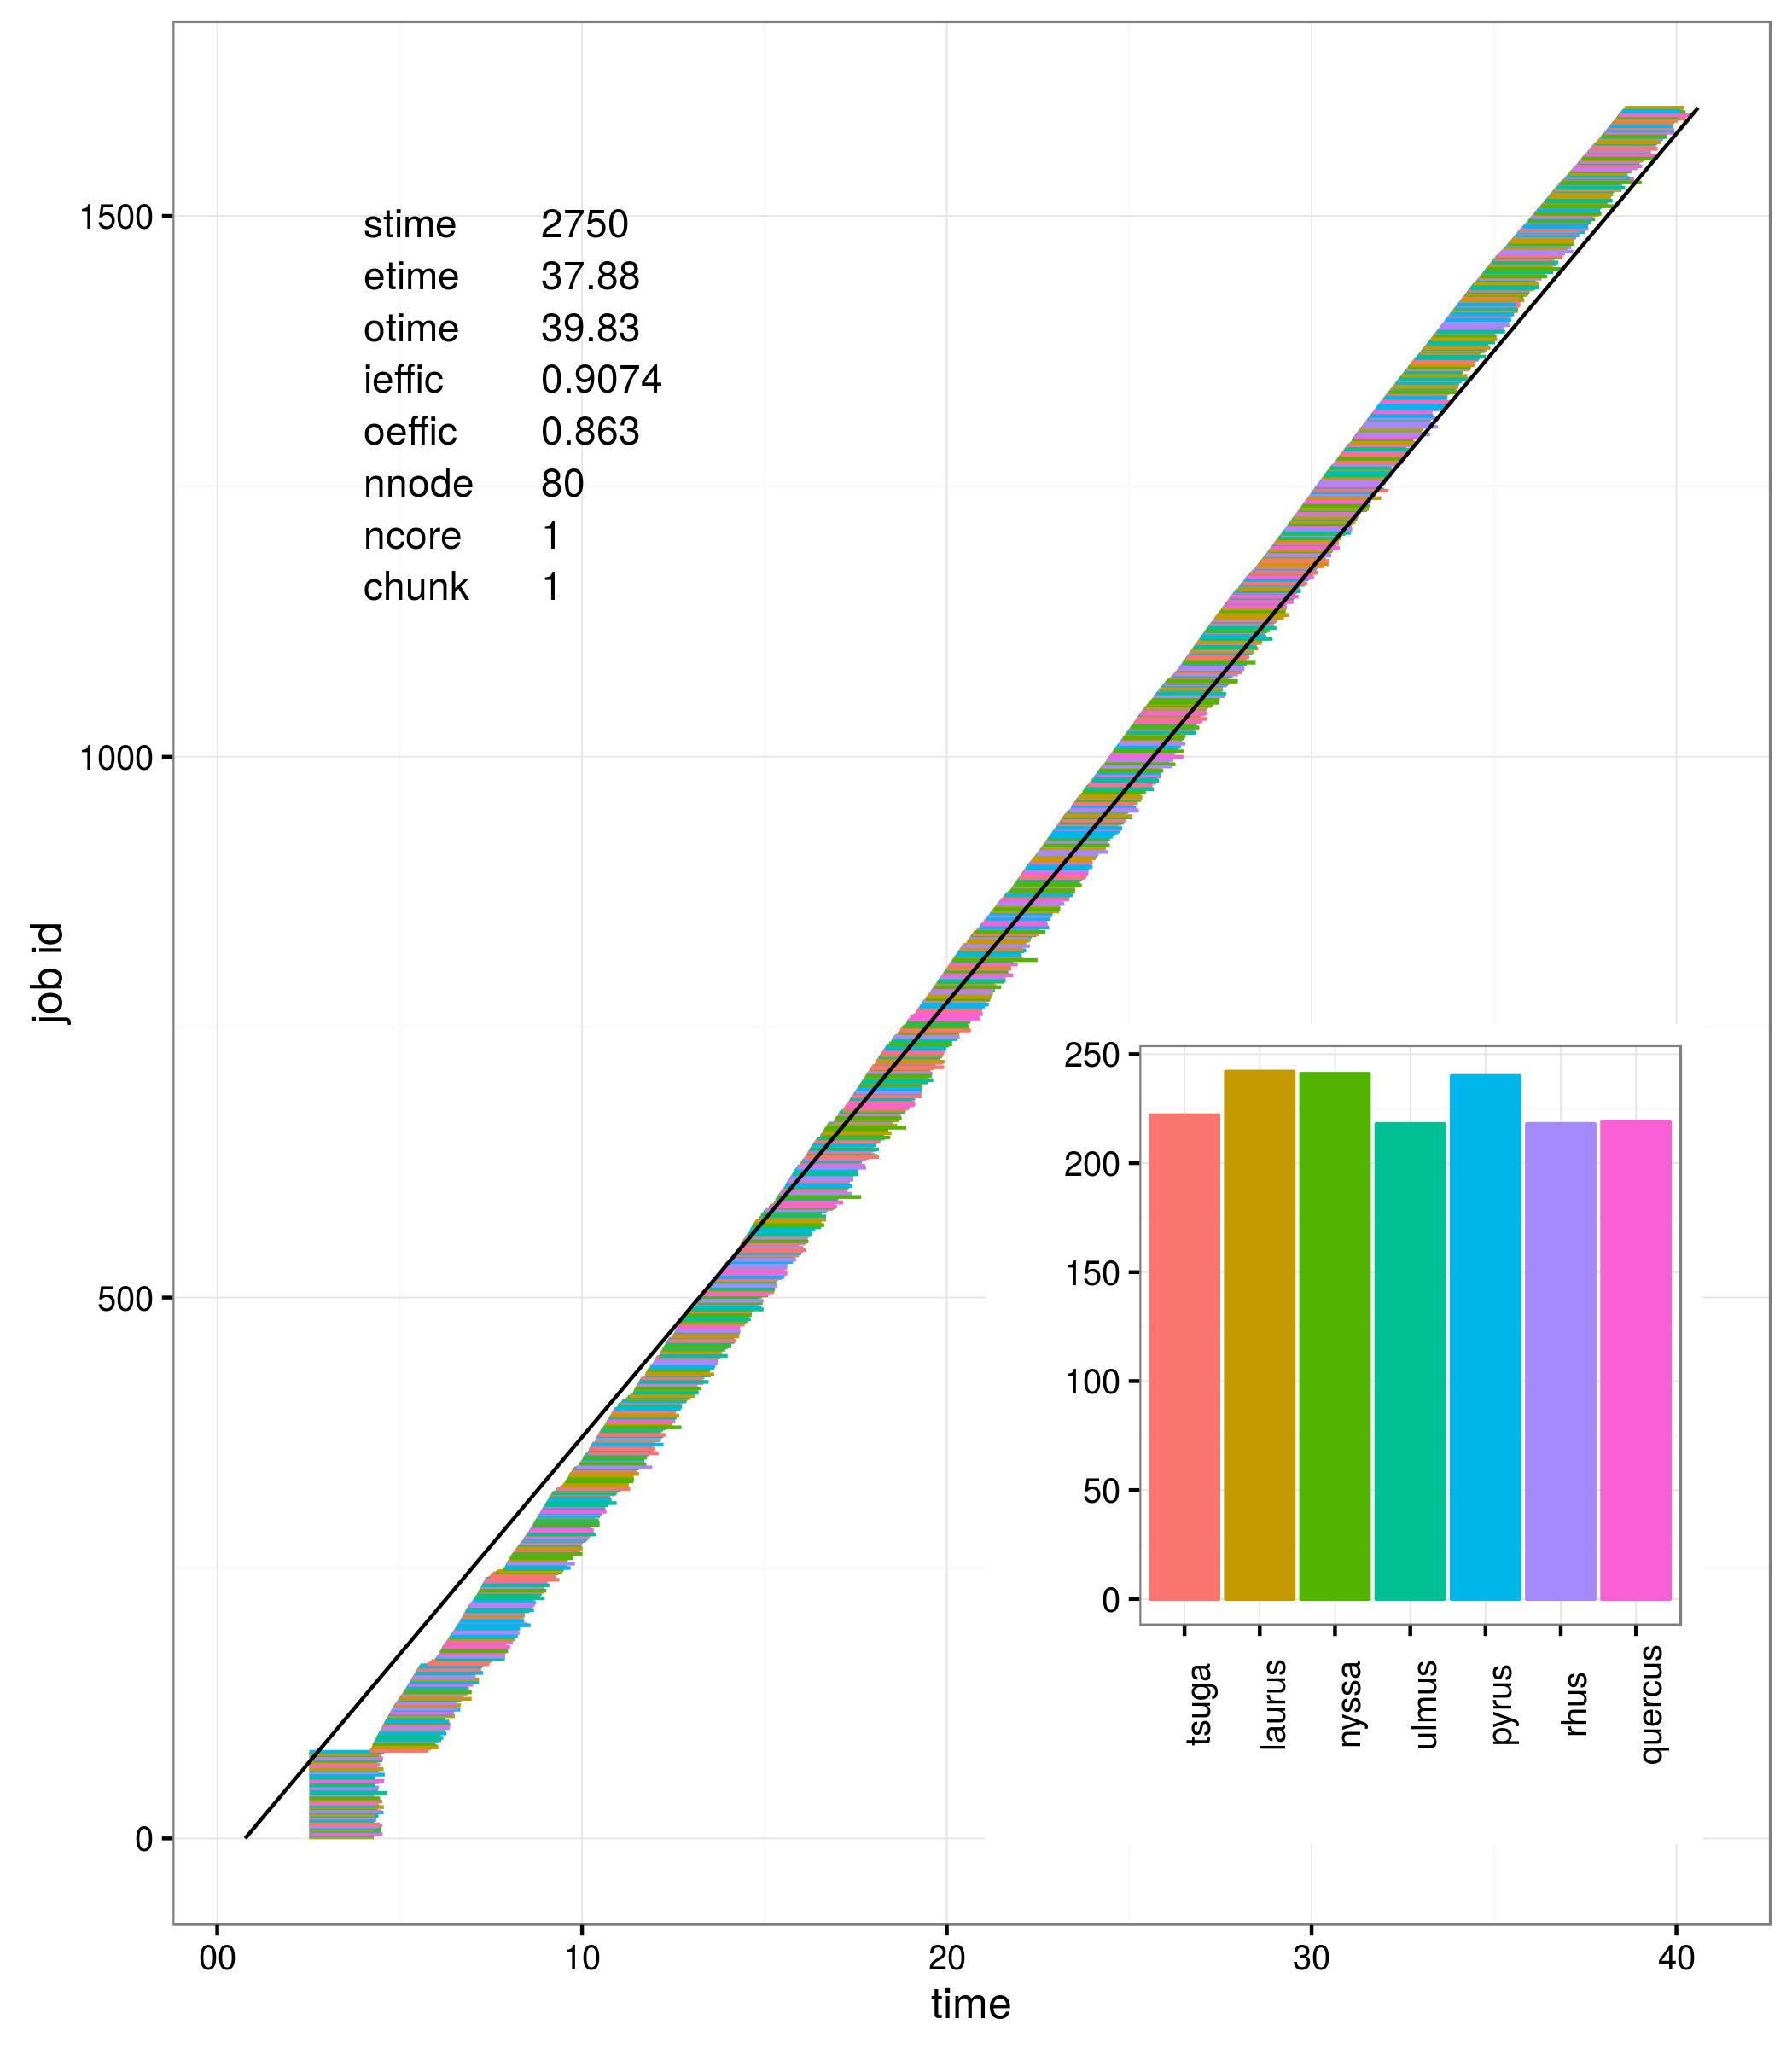 1500
1000
500
0
job id
stime 2750
etime 37.88
otime 39.83
ieffic 0.9074
oeffic 0.863
nnode 80
ncore 1
chunk 1
250
200
150
100
50
0
tsuga laurus nyssa ulmus pyrus rhus quercus
00 10 20 30 40
time